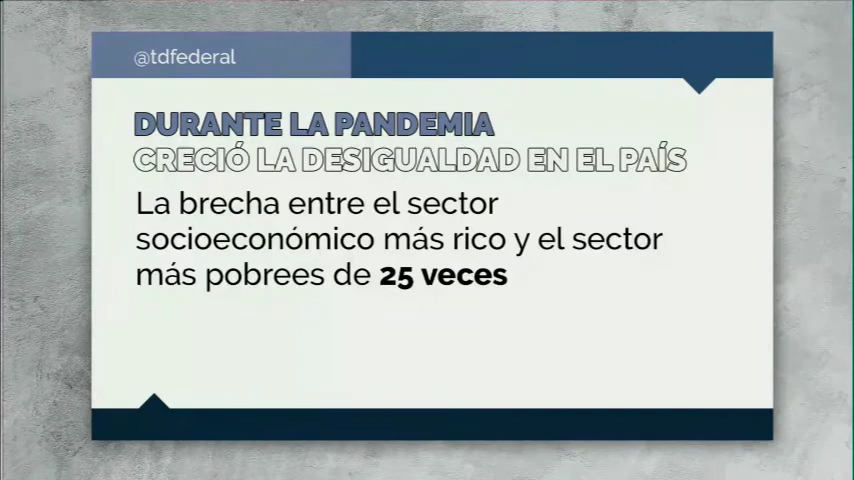 @tdfederal
DURANTE LA PANDEMIA
CRECIÓ LA DESIGUALDAD EN EL PAÍS
La brecha entre el sector
socioeconómico más rico y el sector
más pobrees de 25 veces